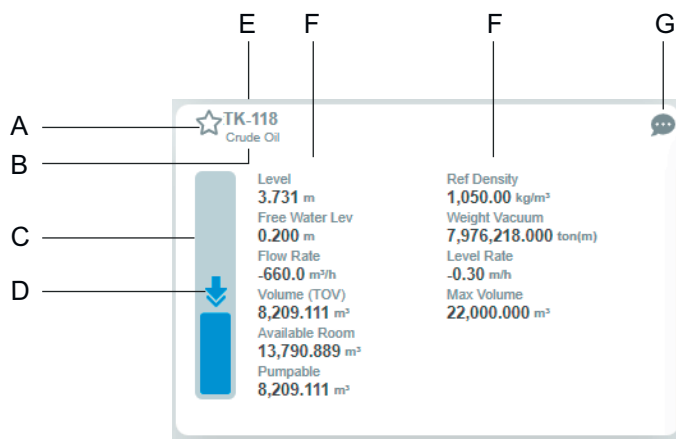 E F F G
A TK-118
Crude Oil
B
C
D
Level
3.731 m
Free Water Lev
0.200 m
Flow Rate
-660.0 m³/h
Volume (TOV)
8,209.111 m³
Available Room
13,790.889 m³
Pumpable
8,209.111 m³
Ref Density
1,050.00 kg/m³
Weight Vacuum
7,976,218.000 ton(m)
Level Rate
-0.30 m/h
Max Volume
22,000.000 m³